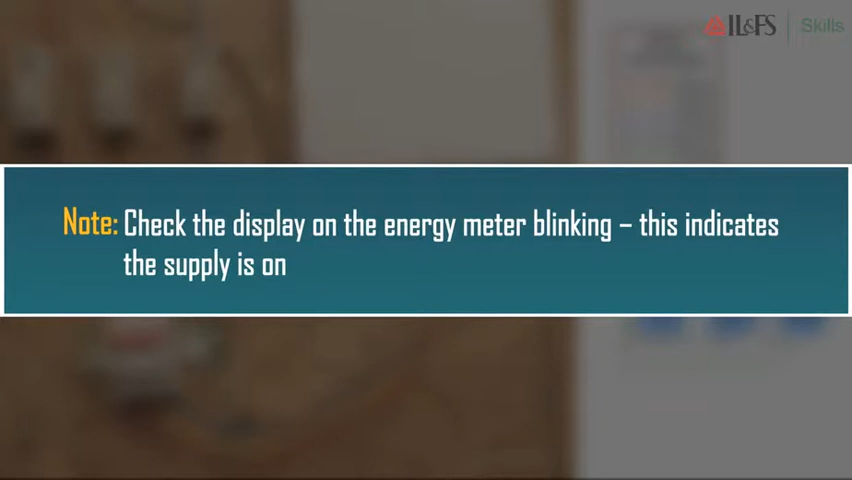 IL&FS Skills
Note: Check the display on the energy meter blinking – this indicates
the supply is on